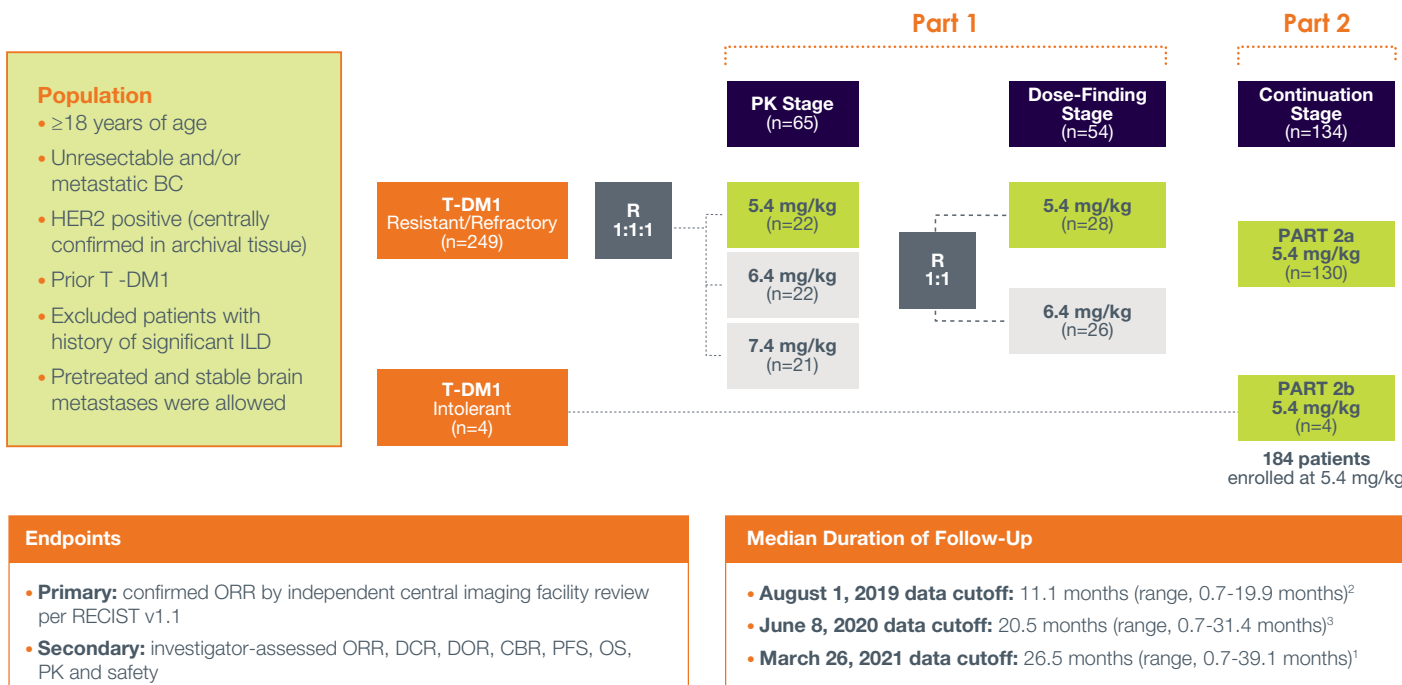 Part 1
Part 2
Population
• ≥18 years of age
• Unresectable and/or
metastatic BC
• HER2 positive (centrally
confirmed in archival tissue)
• Prior T -DM1
• Excluded patients with
history of significant ILD
• Pretreated and stable brain
metastases were allowed
PK Stage
(n=65)
Dose-Finding
Stage
(n=54)
Continuation
Stage
(n=134)
T-DM1
Resistant/Refractory
(n=249)
R
1:1:1
5.4 mg/kg
(n=22)
6.4 mg/kg
(n=22)
7.4 mg/kg
(n=21)
R
1:1
5.4 mg/kg
(n=28)
6.4 mg/kg
(n=26)
PART 2a
5.4 mg/kg
(n=130)
T-DM1
Intolerant
(n=4)
PART 2b
5.4 mg/kg
(n=4)
184 patients
enrolled at 5.4 mg/kg
Endpoints
• Primary: confirmed ORR by independent central imaging facility review
per RECIST v1.1
• Secondary: investigator-assessed ORR, DCR, DOR, CBR, PFS, OS,
PK and safety
Median Duration of Follow-Up
• August 1, 2019 data cutoff: 11.1 months (range, 0.7-19.9 months)²
• June 8, 2020 data cutoff: 20.5 months (range, 0.7-31.4 months)³
• March 26, 2021 data cutoff: 26.5 months (range, 0.7-39.1 months)¹